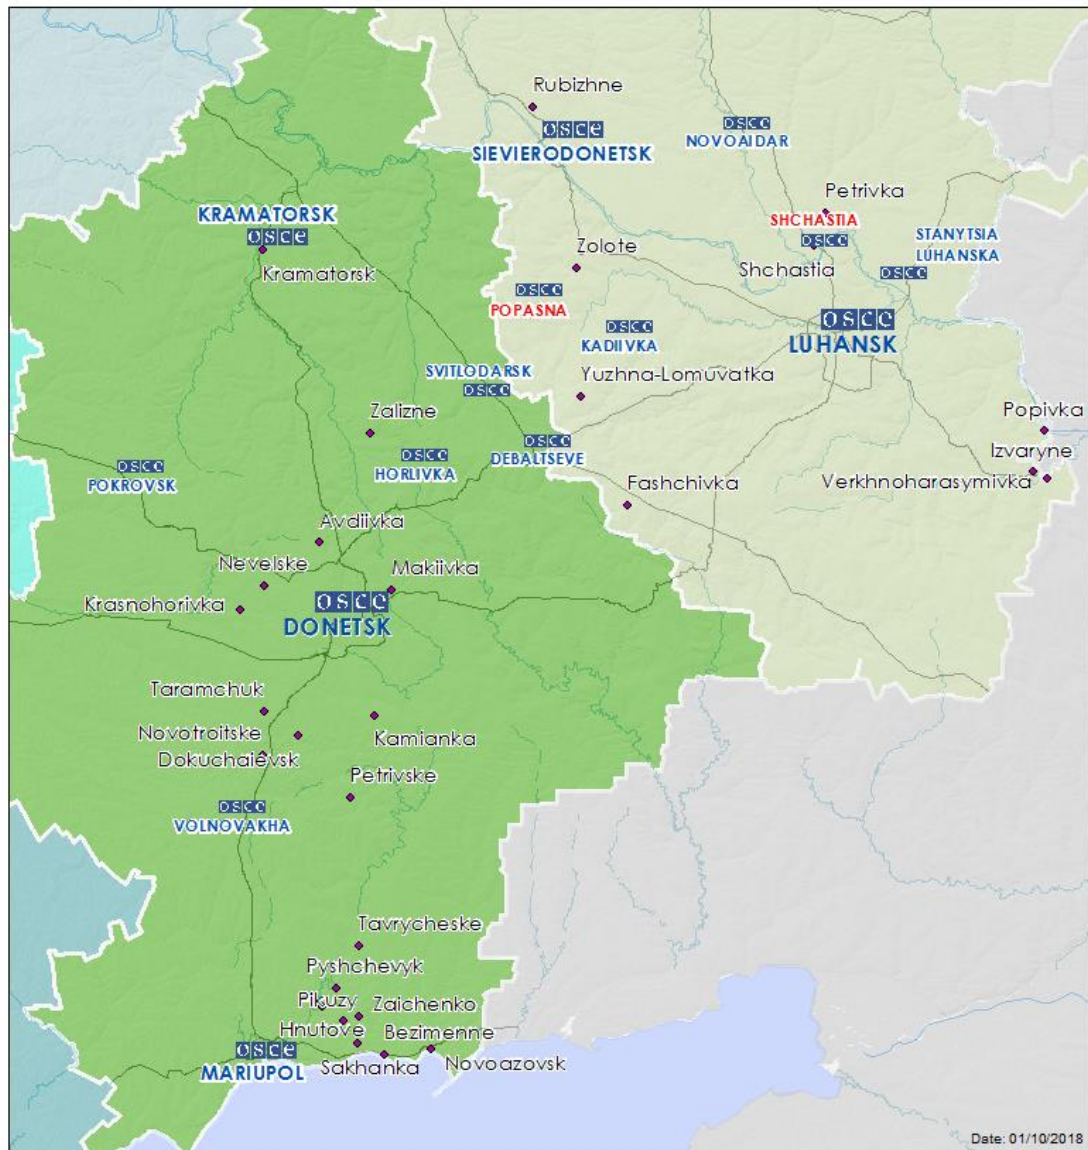 Rubizhne
OSCE
SIEVIERODONETSK
OSCE
NOVOAIDAR
Petrivka
KRAMATORSK
OSCE
Kramatorsk
SHCHASTIA
OSCE
Shchastia
STANYTSIA
LUHANSKA
OSCE
Zolote
OSCE
POPASNA
OSCE
KADIIVKA
OSCE
LUHANSK
SVITLODARSK
OSCE
Yuzhna-Lomuvatka
Zalizne
Popivka
OSCE
DEBALTSEVE
OSCE
HORLIVKA
OSCE
POKROVSK
Izvaryne
Verkhnoharasymivka
Fashchivka
Avdiivka
Nevelske
Makiivka
Krasnohorivka
OSCE
DONETSK
Taramchuk
Novotroitske
Kamianka
Dokuchaievsk
Petrivske
OSCE
VOLNOVAKHA
Tavrycheske
Pyshchevyk
Pikuzy
Zaichenko
Hnutove
Bezimenne
OSCE
MARIUPOL
Sakhanka
Novoazovsk
Date: 01/10/2018